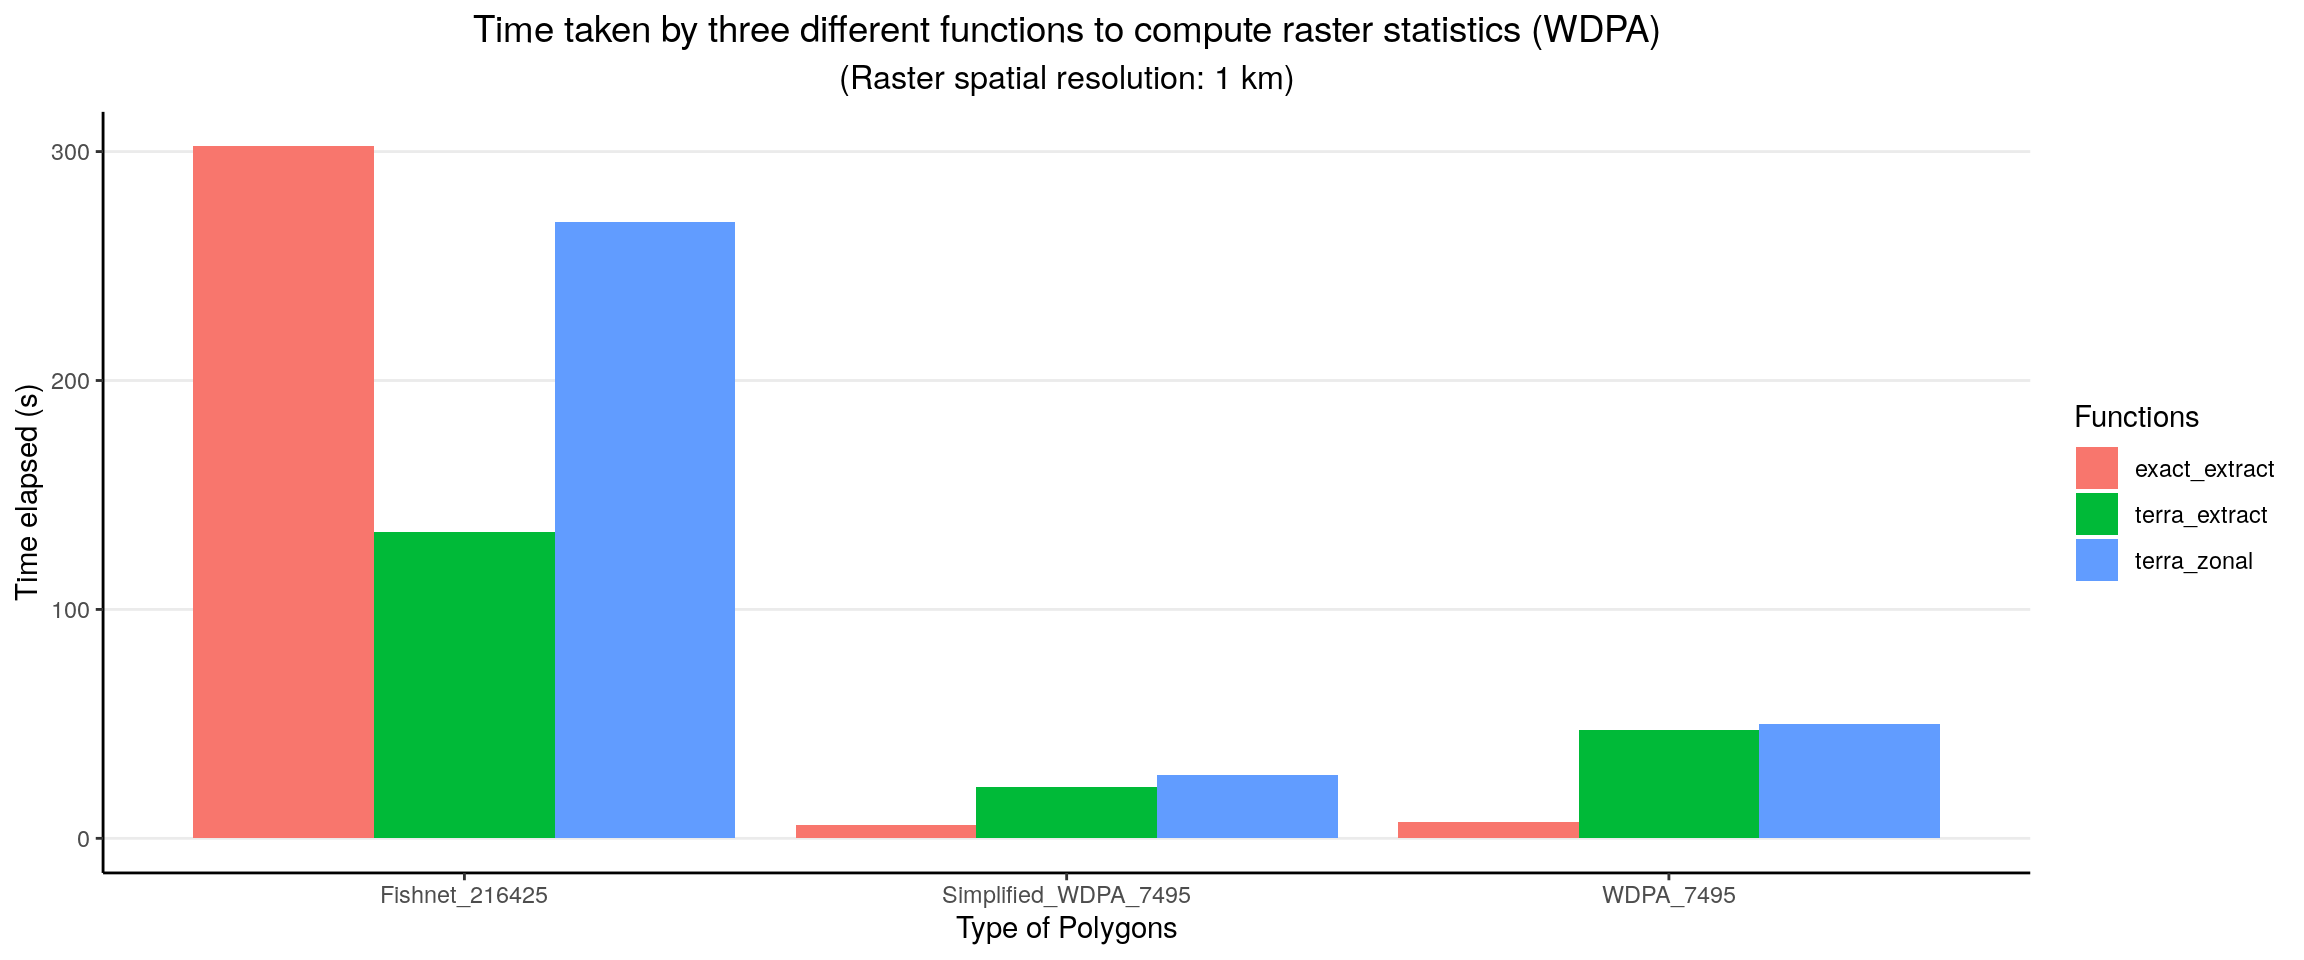 Time taken by three different functions to compute raster statistics (WDPA)
(Raster spatial resolution: 1 km)
Time elapsed (s)
300
200
100
0
Fishnet_216425
Simplified_WDPA_7495
WDPA_7495
Type of Polygons
Functions
exact_extract
terra_extract
terra_zonal